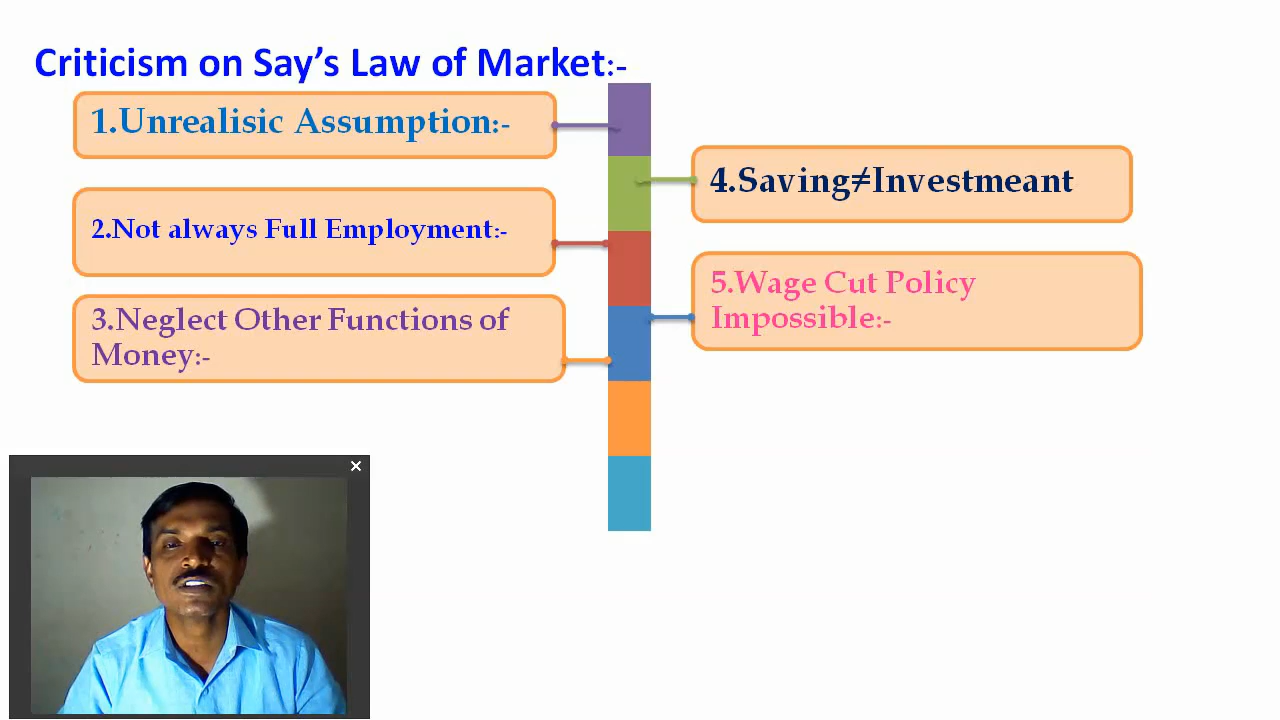 Criticism on Say’s Law of Market:-
1.Unrealisic Assumption:-
2.Not always Full Employment:-
3.Neglect Other Functions of
Money:-
4.Saving≠Investmeant
5.Wage Cut Policy
Impossible:-